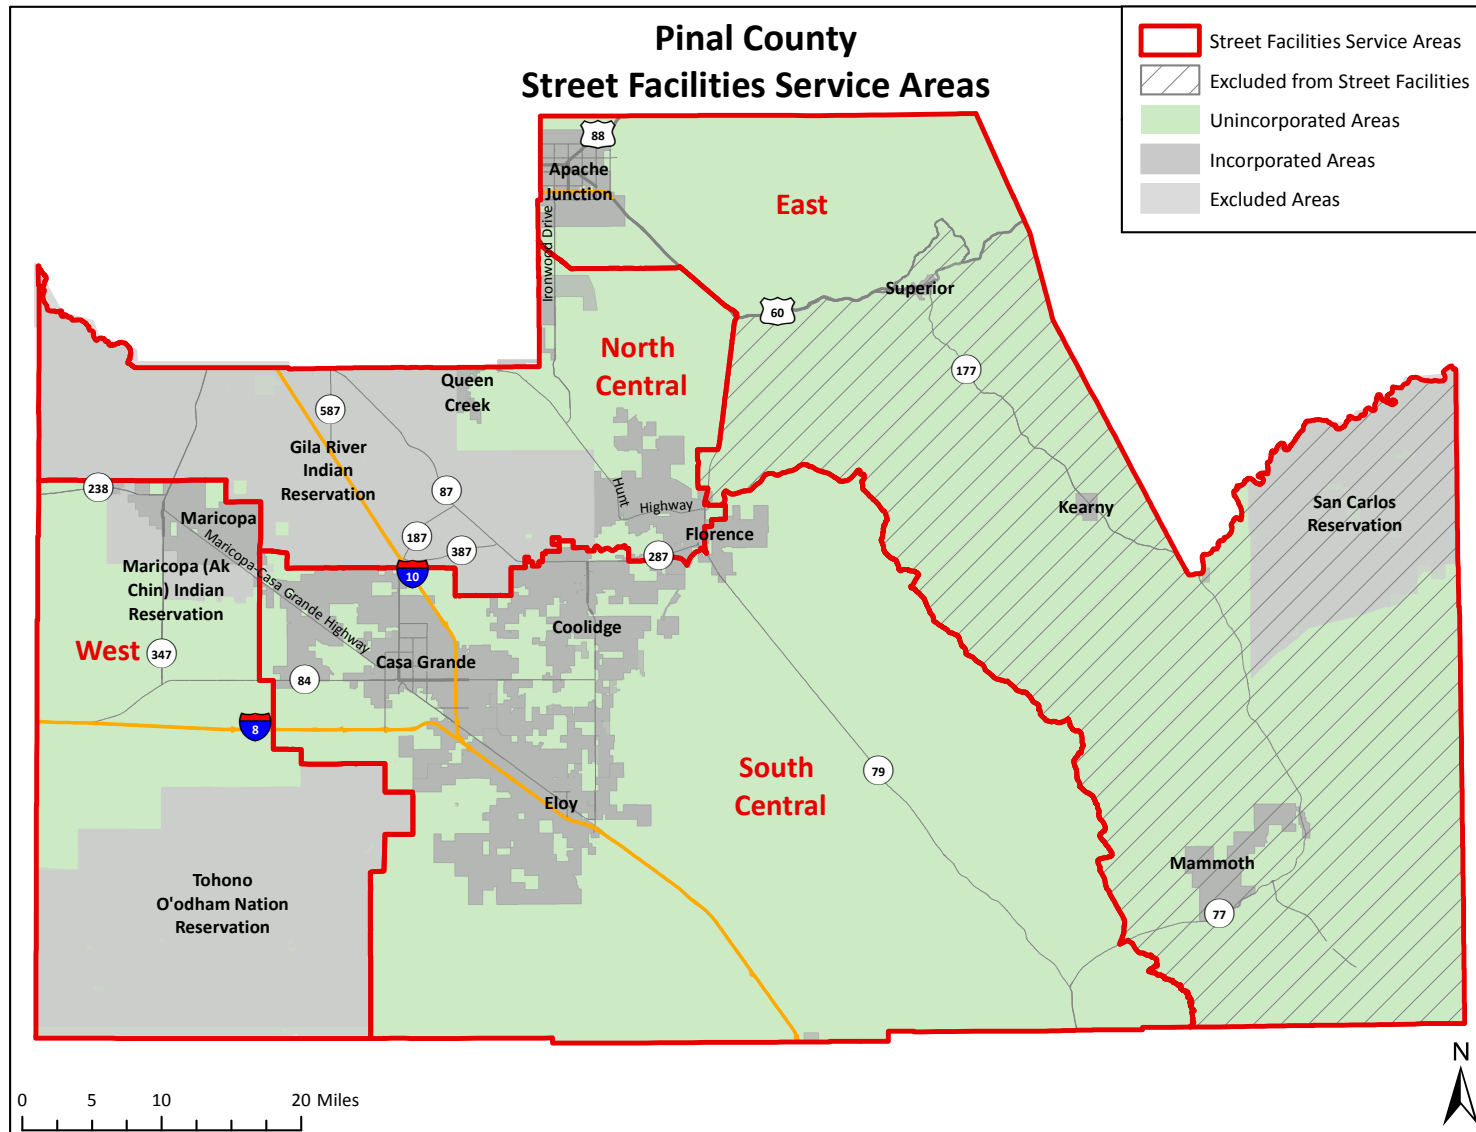 Pinal County
Street Facilities Service Areas
Street Facilities Service Areas
Excluded from Street Facilities
Unincorporated Areas
Incorporated Areas
Excluded Areas
88
Apache
Junction
East
Ironwood Drive
Superior
60
North
Central
177
Queen
Creek
587
Gila River
Indian
Reservation
87
238
Maricopa
Hunt
Highway
Kearny
San Carlos
Reservation
187
387
Florence
287
10
Maricopa (Ak
Chin) Indian
Reservation
Maricopa-Casa Grande Highway
Coolidge
West
347
Casa Grande
84
8
South
Central
79
Eloy
Mammoth
77
Tohono
O'odham Nation
Reservation
N
0 5 10 20 Miles